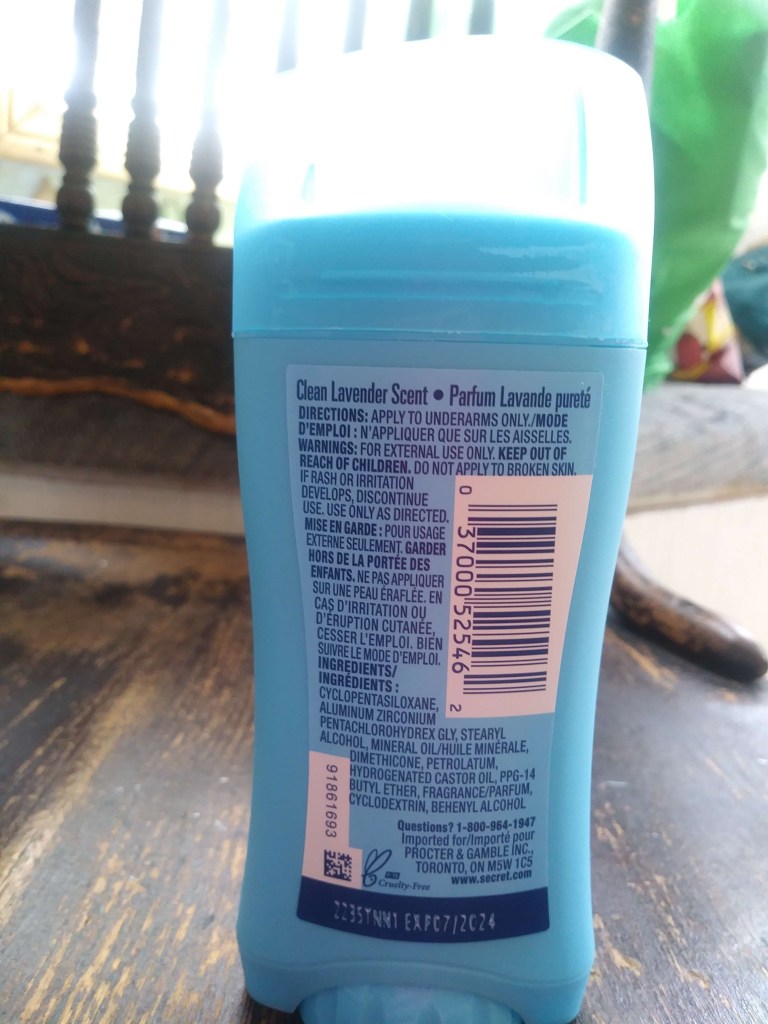 Clean Lavender Scent • Parfum Lavande pureté
DIRECTIONS: APPLY TO UNDERARMS ONLY./MODE
D'EMPLOI : N'APPLIQUER QUE SUR LES AISSELLES.
WARNINGS: FOR EXTERNAL USE ONLY. KEEP OUT OF
REACH OF CHILDREN. DO NOT APPLY TO BROKEN SKIN.
IF RASH OR IRRITATION
DEVELOPS, DISCONTINUE
USE. USE ONLY AS DIRECTED.
MISE EN GARDE : POUR USAGE
EXTERNE SEULEMENT. GARDER
HORS DE LA PORTÉE DES
ENFANTS. NE PAS APPLIQUER
SUR UNE PEAU ÉRAFLÉE. EN
CAS D'IRRITATION OU
D'ÉRUPTION CUTANÉE,
CESSER L'EMPLOI. BIEN
SUIVRE LE MODE D'EMPLOI.
INGREDIENTS/
INGRÉDIENTS :
CYCLOPENTASILOXANE,
ALUMINUM ZIRCONIUM
PENTACHLOROHYDREX GLY, STEARYL
ALCOHOL, MINERAL OIL/HUILE MINÉRALE,
DIMETHICONE, PETROLATUM,
HYDROGENATED CASTOR OIL, PPG-14
BUTYL ETHER, FRAGRANCE/PARFUM,
CYCLODEXTRIN, BEHENYL ALCOHOL
0 37000 52546 2
91861693
Questions? 1-800-964-1947
Imported for/Importé pour
PROCTER & GAMBLE INC.,
TORONTO, ON M5W 1C5
www.secret.com
Cruelty-Free
2235TNN1 EXP07/2024